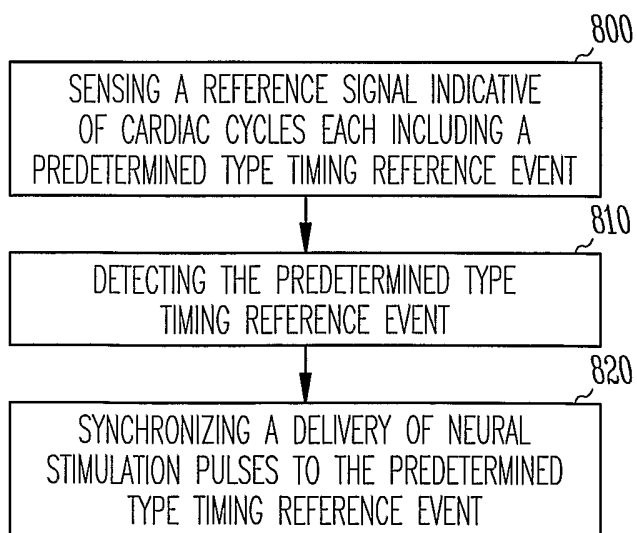 800
SENSING A REFERENCE SIGNAL INDICATIVE
OF CARDIAC CYCLES EACH INCLUDING A
PREDETERMINED TYPE TIMING REFERENCE EVENT
810
DETECTING THE PREDETERMINED TYPE
TIMING REFERENCE EVENT
820
SYNCHRONIZING A DELIVERY OF NEURAL
STIMULATION PULSES TO THE PREDETERMINED
TYPE TIMING REFERENCE EVENT